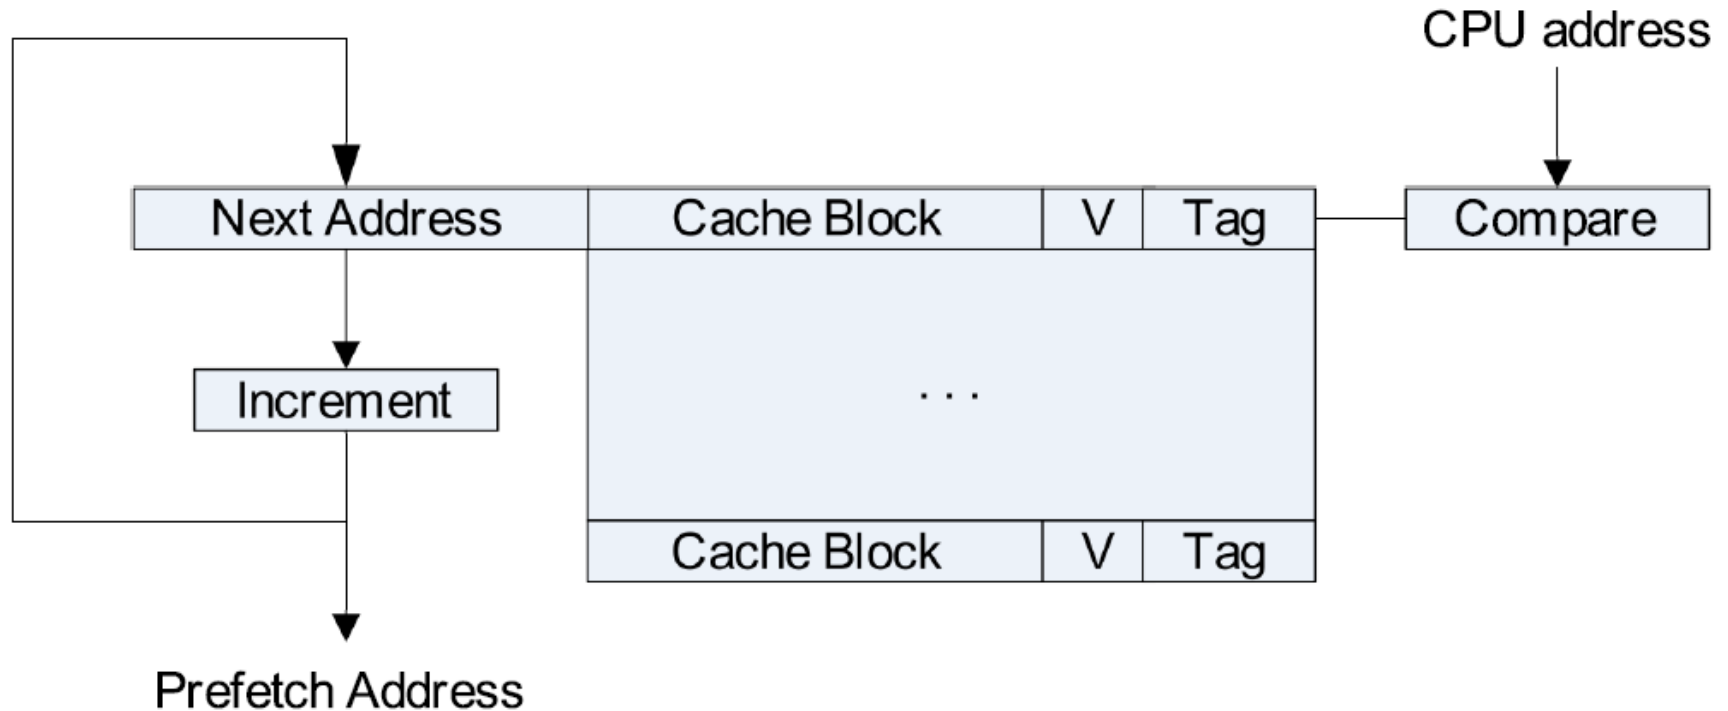 CPU address
Next Address Cache Block V Tag Compare
Increment
. . .
Cache Block V Tag
Prefetch Address